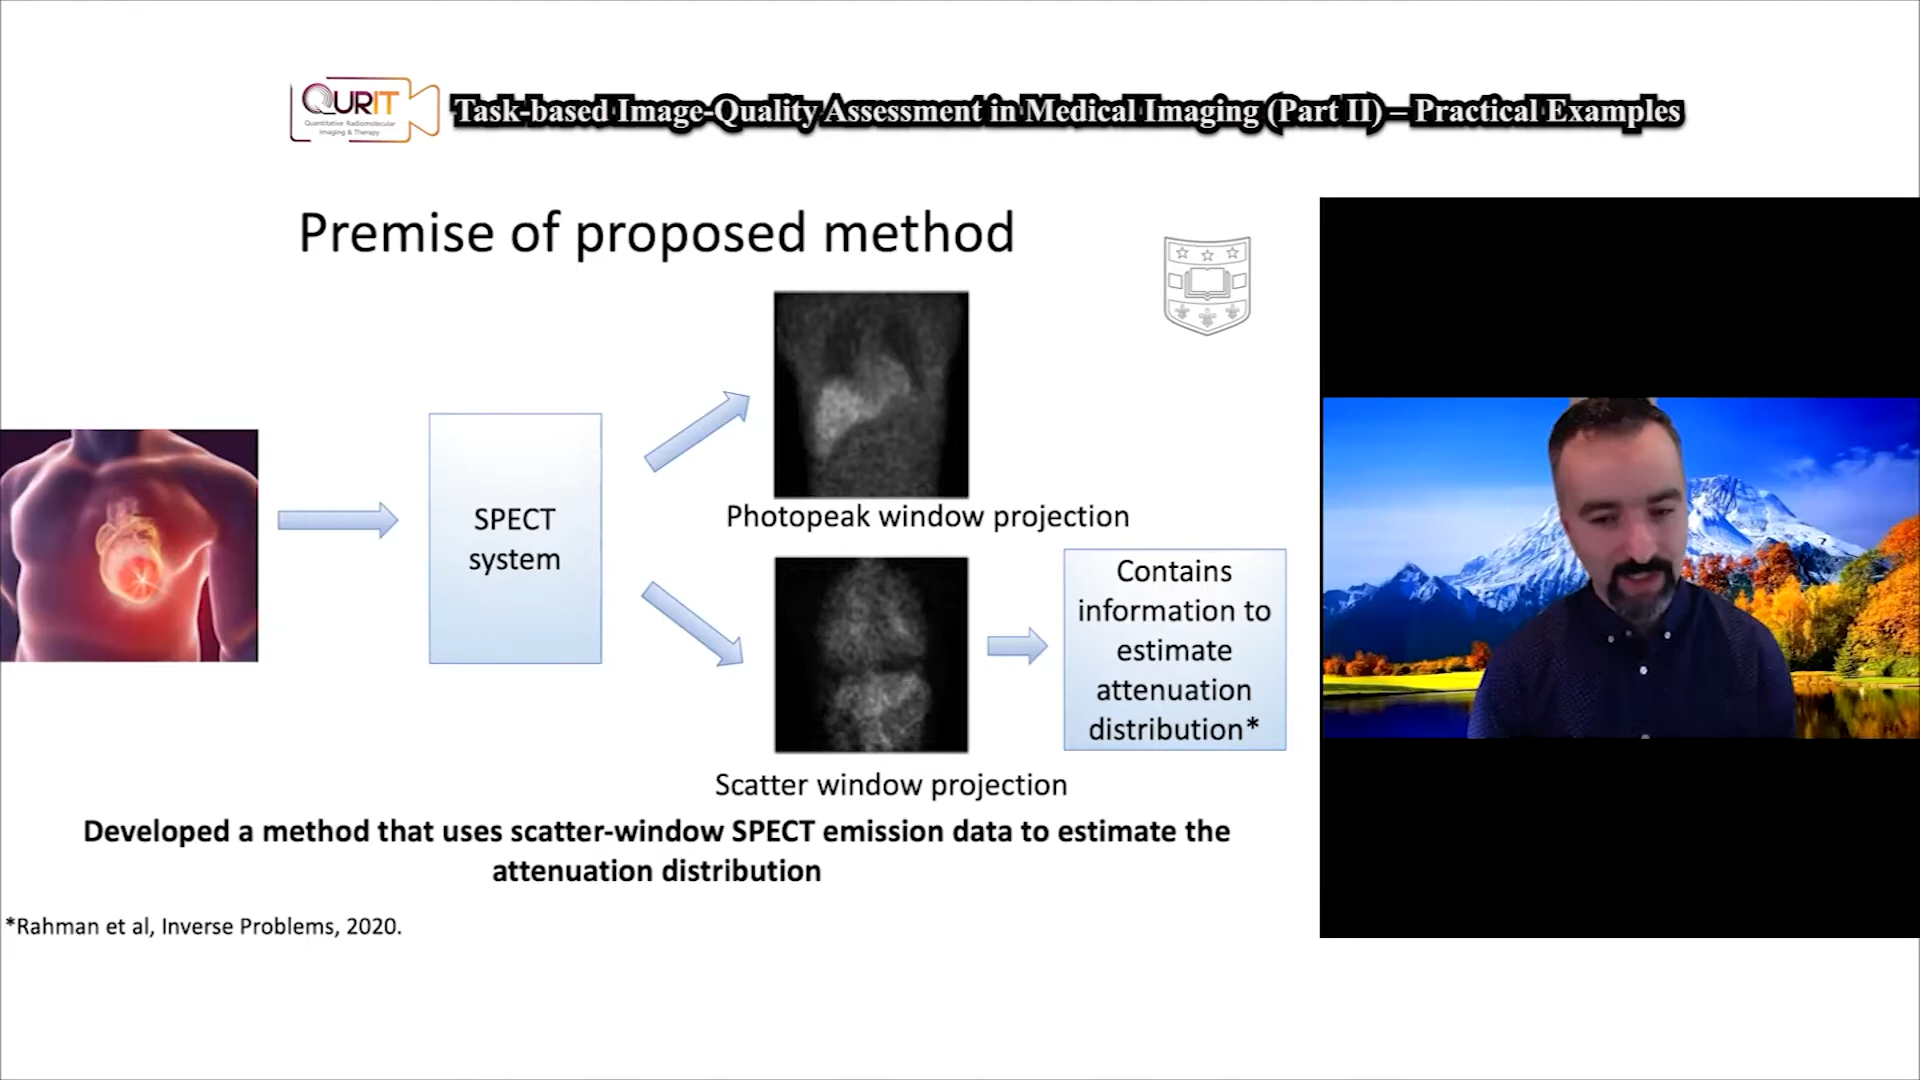 QURIT
Quantitative Radiomolecular
Imaging & Therapy
Task-based Image-Quality Assessment in Medical Imaging (Part II) – Practical Examples
Premise of proposed method
SPECT
system
Photopeak window projection
Contains
information to
estimate
attenuation
distribution*
Scatter window projection
Developed a method that uses scatter-window SPECT emission data to estimate the
attenuation distribution
*Rahman et al, Inverse Problems, 2020.